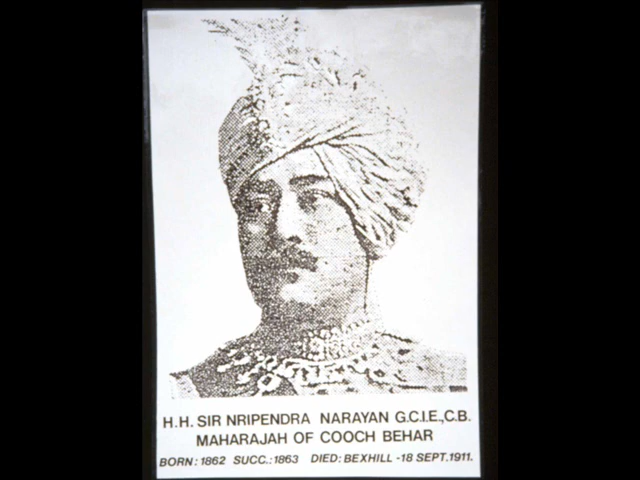 H.H. SIR NRIPENDRA NARAYAN G.C.I.E.,C.B.
MAHARAJAH OF COOCH BEHAR
BORN: 1862 SUCC.: 1863 DIED: BEXHILL -18 SEPT.1911.